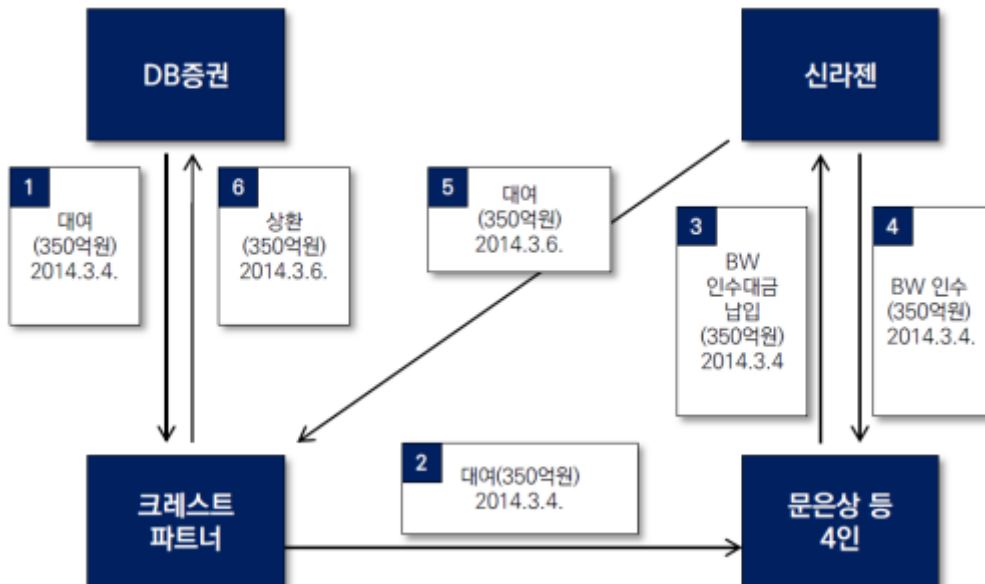 DB증권
신라젠
1
대여
(350억원)
2014.3.4.
6
상환
(350억원)
2014.3.6.
5
대여
(350억원)
2014.3.6.
3
BW
인수대금
납입
(350억원)
2014.3.4
4
BW 인수
(350억원)
2014.3.4.
2
대여(350억원)
2014.3.4.
크레스트
파트너
문은상 등
4인